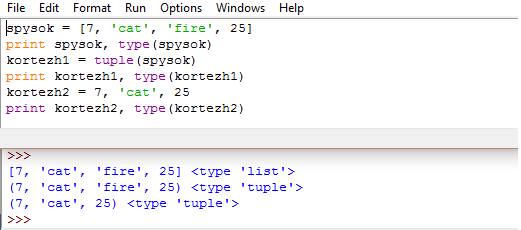 File Edit Format Run Options Windows Help
spysok = [7, 'cat', 'fire', 25]
print spysok, type(spysok)
kortezh1 = tuple(spysok)
print kortezh1, type(kortezh1)
kortezh2 = 7, 'cat', 25
print kortezh2, type(kortezh2)
>>>
[7, 'cat', 'fire', 25] <type 'list'>
(7, 'cat', 'fire', 25) <type 'tuple'>
(7, 'cat', 25) <type 'tuple'>
>>>